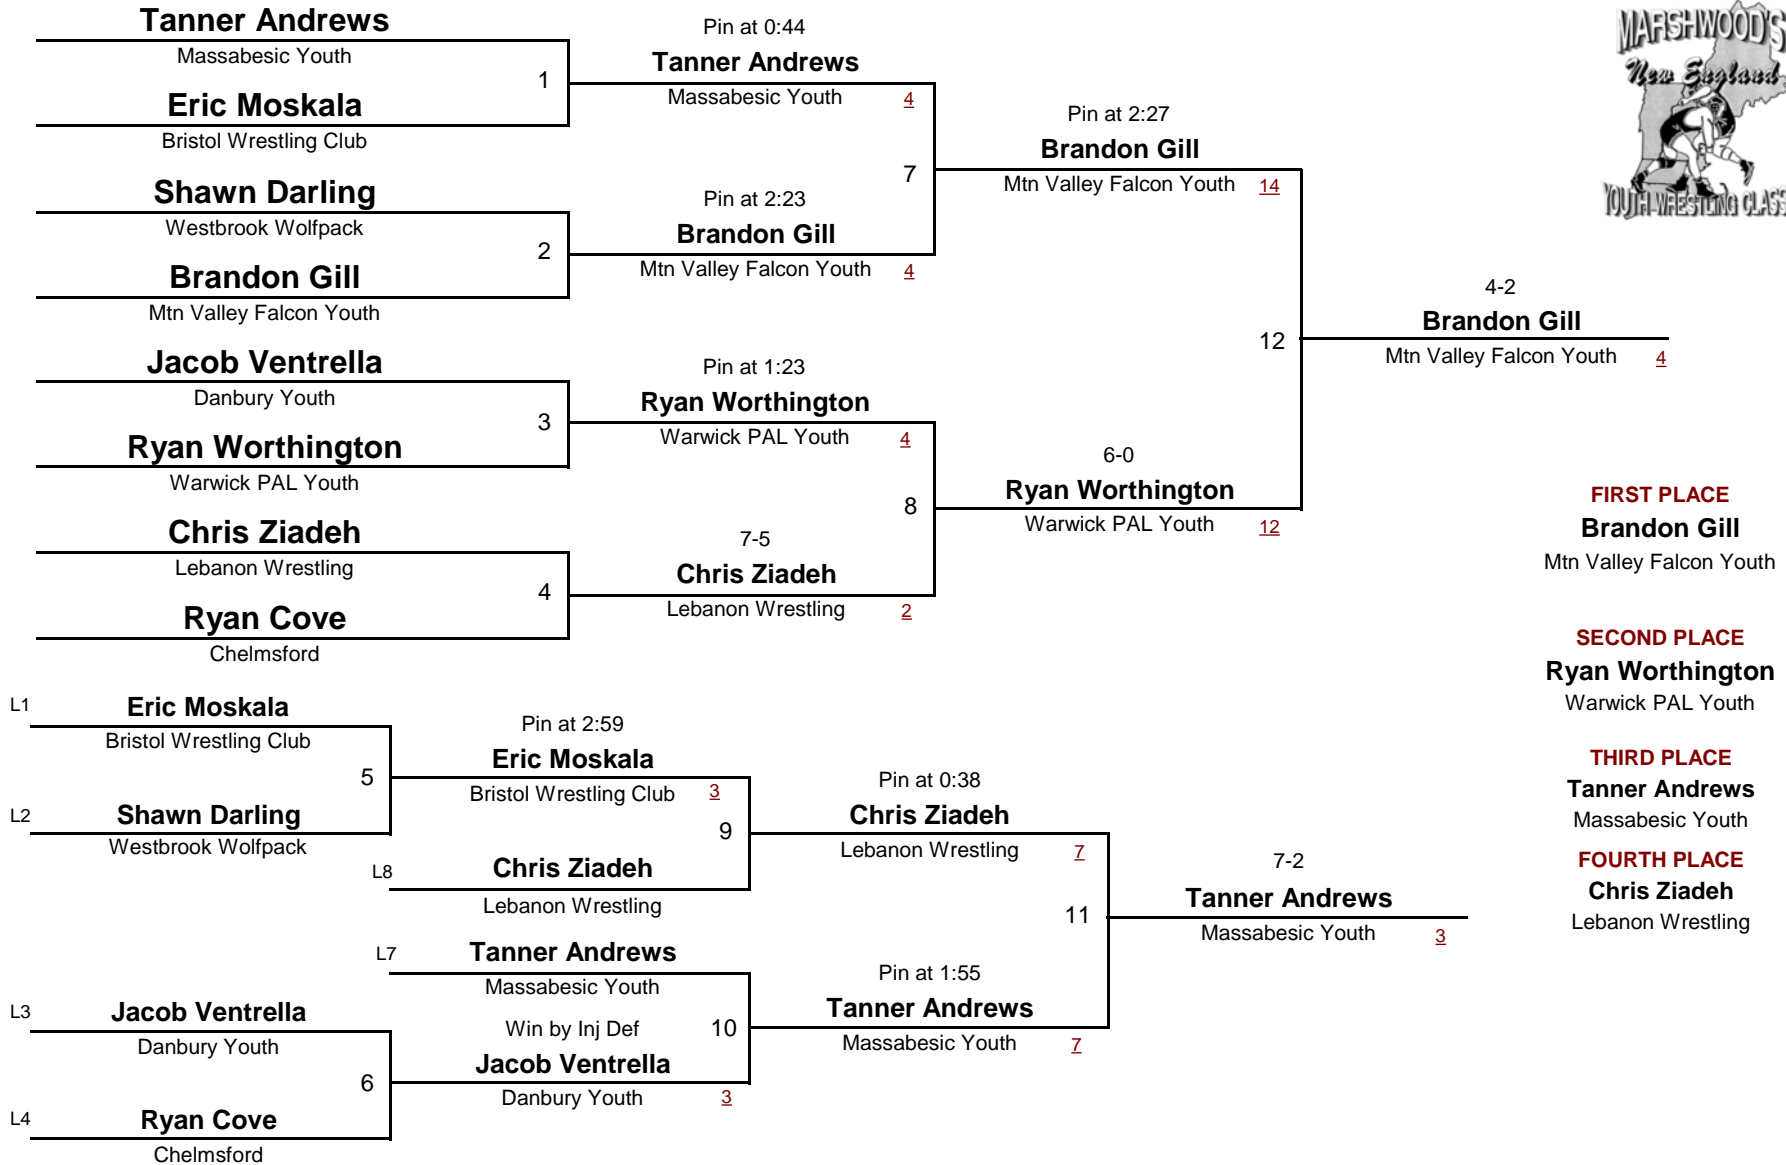 Tanner Andrews
Massabesic Youth
1
Eric Moskala
Bristol Wrestling Club
Shawn Darling
Westbrook Wolfpack
2
Brandon Gill
Mtn Valley Falcon Youth
Jacob Ventrella
Danbury Youth
3
Ryan Worthington
Warwick PAL Youth
Chris Ziadeh
Lebanon Wrestling
4
Ryan Cove
Chelmsford
Pin at 0:44
Tanner Andrews
Massabesic Youth 4
7
Pin at 2:23
Brandon Gill
Mtn Valley Falcon Youth 4
Pin at 1:23
Ryan Worthington
Warwick PAL Youth 4
8
7-5
Chris Ziadeh
Lebanon Wrestling 2
Pin at 2:27
Brandon Gill
Mtn Valley Falcon Youth 14
12
6-0
Ryan Worthington
Warwick PAL Youth 12
4-2
Brandon Gill
Mtn Valley Falcon Youth 4
MARSHWOOD'S
New England
YOUTH WRESTLING CLASS
FIRST PLACE
Brandon Gill
Mtn Valley Falcon Youth
SECOND PLACE
Ryan Worthington
Warwick PAL Youth
THIRD PLACE
Tanner Andrews
Massabesic Youth
FOURTH PLACE
Chris Ziadeh
Lebanon Wrestling
L1 Eric Moskala
Bristol Wrestling Club
5
L2 Shawn Darling
Westbrook Wolfpack
Pin at 2:59
Eric Moskala
Bristol Wrestling Club 3
9
L8 Chris Ziadeh
Lebanon Wrestling
L7 Tanner Andrews
Massabesic Youth
Win by Inj Def 10
Jacob Ventrella
Danbury Youth 3
L3 Jacob Ventrella
Danbury Youth
6
L4 Ryan Cove
Chelmsford
Pin at 0:38
Chris Ziadeh
Lebanon Wrestling 7
11
Pin at 1:55
Tanner Andrews
Massabesic Youth 7
7-2
Tanner Andrews
Massabesic Youth 3